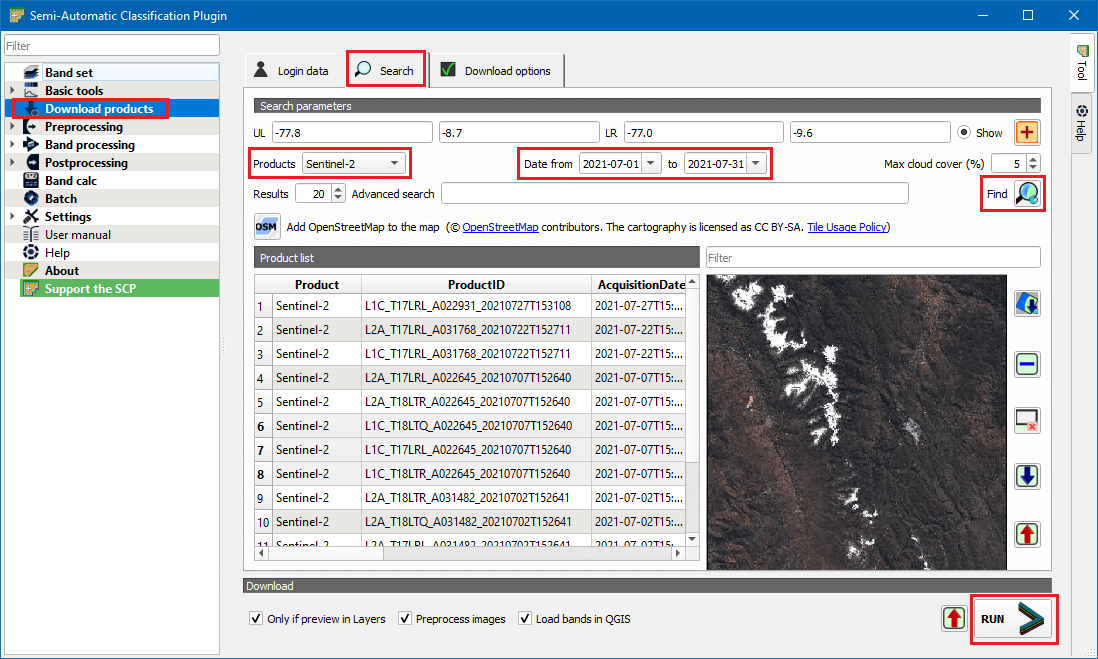 Semi-Automatic Classification Plugin
Filter
Band set
Basic tools
Download products
Preprocessing
Band processing
Postprocessing
Band calc
Batch
Settings
User manual
Help
About
Support the SCP
Login data Search Download options
Search parameters
UL -77.8 -8.7 LR -77.0 -9.6 Show
Products Sentinel-2 Date from 2021-07-01 to 2021-07-31 Max cloud cover (%) 5
Results 20 Advanced search Find
OSM Add OpenStreetMap to the map (© OpenStreetMap contributors. The cartography is licensed as CC BY-SA. Tile Usage Policy)
Product list Filter
Product ProductID AcquisitionDate
1 Sentinel-2 L1C_T17LRL_A022931_20210727T153108 2021-07-27T15:...
2 Sentinel-2 L2A_T17LRL_A031768_20210722T152711 2021-07-22T15:...
3 Sentinel-2 L1C_T17LRL_A031768_20210722T152711 2021-07-22T15:...
4 Sentinel-2 L2A_T17LRL_A022645_20210707T152640 2021-07-07T15:...
5 Sentinel-2 L2A_T18LTR_A022645_20210707T152640 2021-07-07T15:...
6 Sentinel-2 L1C_T18LTQ_A022645_20210707T152640 2021-07-07T15:...
7 Sentinel-2 L1C_T17LRL_A022645_20210707T152640 2021-07-07T15:...
8 Sentinel-2 L1C_T18LTR_A022645_20210707T152640 2021-07-07T15:...
9 Sentinel-2 L2A_T18LTR_A031482_20210702T152641 2021-07-02T15:...
10 Sentinel-2 L2A_T18LTQ_A031482_20210702T152641 2021-07-02T15:...
11 Sentinel-2 L2A_T17LRL_A031482_20210702T152641 2021-07-02T15:...
Download
Only if preview in Layers Preprocess images Load bands in QGIS RUN
Tool
Help